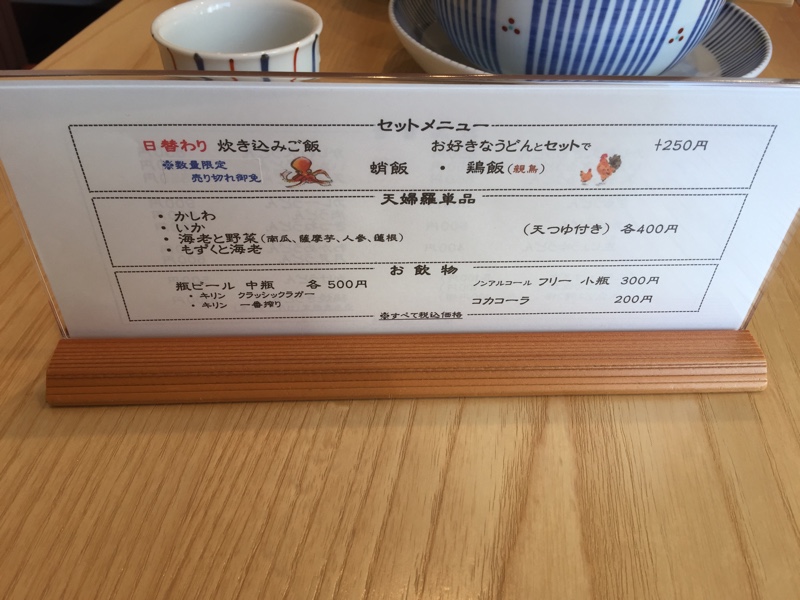 セットメニュー
日替わり 炊き込みご飯 お好きなうどんとセットで +250円
※数量限定
売り切れ御免
蛸飯 ・ 鶏飯(親鳥)
天婦羅単品
・ かしわ
・ いか
・ 海老と野菜(南瓜、薩摩芋、人参、蓮根)
・ もずくと海老
(天つゆ付き) 各400円
お飲物
瓶ビール 中瓶 各500円
・ キリン クラッシックラガー
・ キリン 一番搾り
ノンアルコール フリー 小瓶 300円
コカコーラ 200円
※すべて税込価格